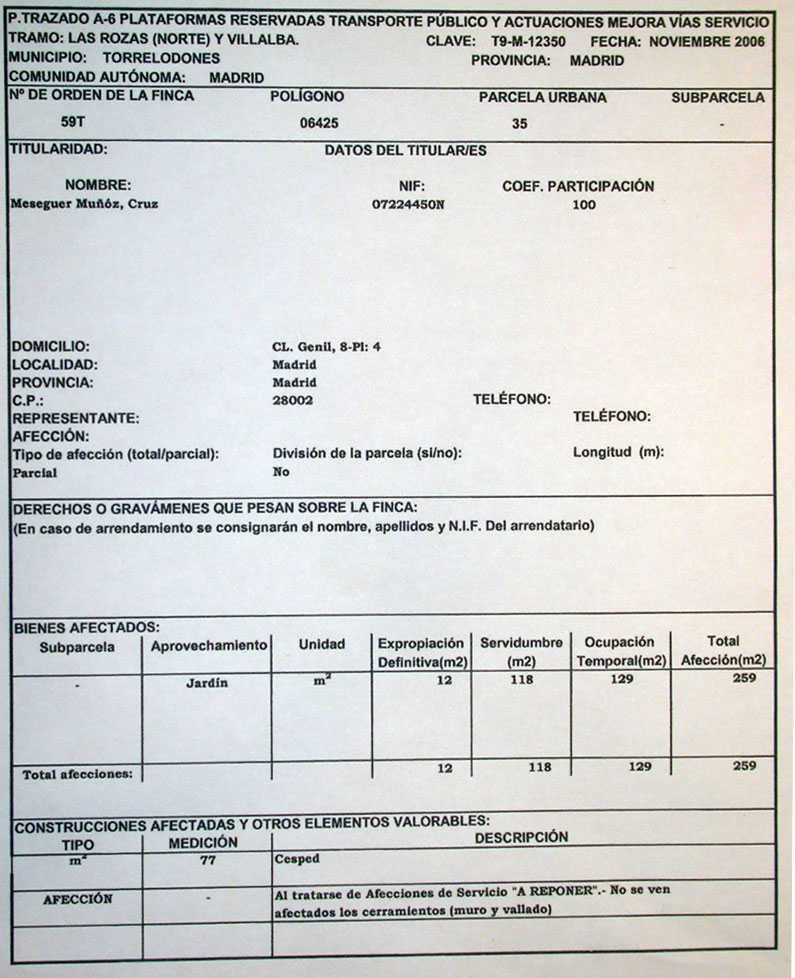 P.TRAZADO A-6 PLATAFORMAS RESERVADAS TRANSPORTE PÚBLICO Y ACTUACIONES MEJORA VÍAS SERVICIO
TRAMO: LAS ROZAS (NORTE) Y VILLALBA. CLAVE: T9-M-12350 FECHA: NOVIEMBRE 2006
MUNICIPIO: TORRELODONES PROVINCIA: MADRID
COMUNIDAD AUTÓNOMA: MADRID
Nº DE ORDEN DE LA FINCA POLÍGONO PARCELA URBANA SUBPARCELA
59T 06425 35 -
TITULARIDAD: DATOS DEL TITULAR/ES
NOMBRE: NIF: COEF. PARTICIPACIÓN
Meseguer Muñóz, Cruz 07224450N 100
DOMICILIO: CL. Genil, 8-Pl: 4
LOCALIDAD: Madrid
PROVINCIA: Madrid
C.P.: 28002 TELÉFONO:
REPRESENTANTE: TELÉFONO:
AFECCIÓN:
Tipo de afección (total/parcial): División de la parcela (si/no): Longitud (m):
Parcial No
DERECHOS O GRAVÁMENES QUE PESAN SOBRE LA FINCA:
(En caso de arrendamiento se consignarán el nombre, apellidos y N.I.F. Del arrendatario)
BIENES AFECTADOS:
Subparcela Aprovechamiento Unidad Expropiación Servidumbre Ocupación Total
Definitiva(m2) (m2) Temporal(m2) Afección(m2)
- Jardín m² 12 118 129 259
Total afecciones: 12 118 129 259
CONSTRUCCIONES AFECTADAS Y OTROS ELEMENTOS VALORABLES:
TIPO MEDICIÓN DESCRIPCIÓN
m² 77 Cesped
AFECCIÓN - Al tratarse de Afecciones de Servicio "A REPONER".- No se ven
afectados los cerramientos (muro y vallado)